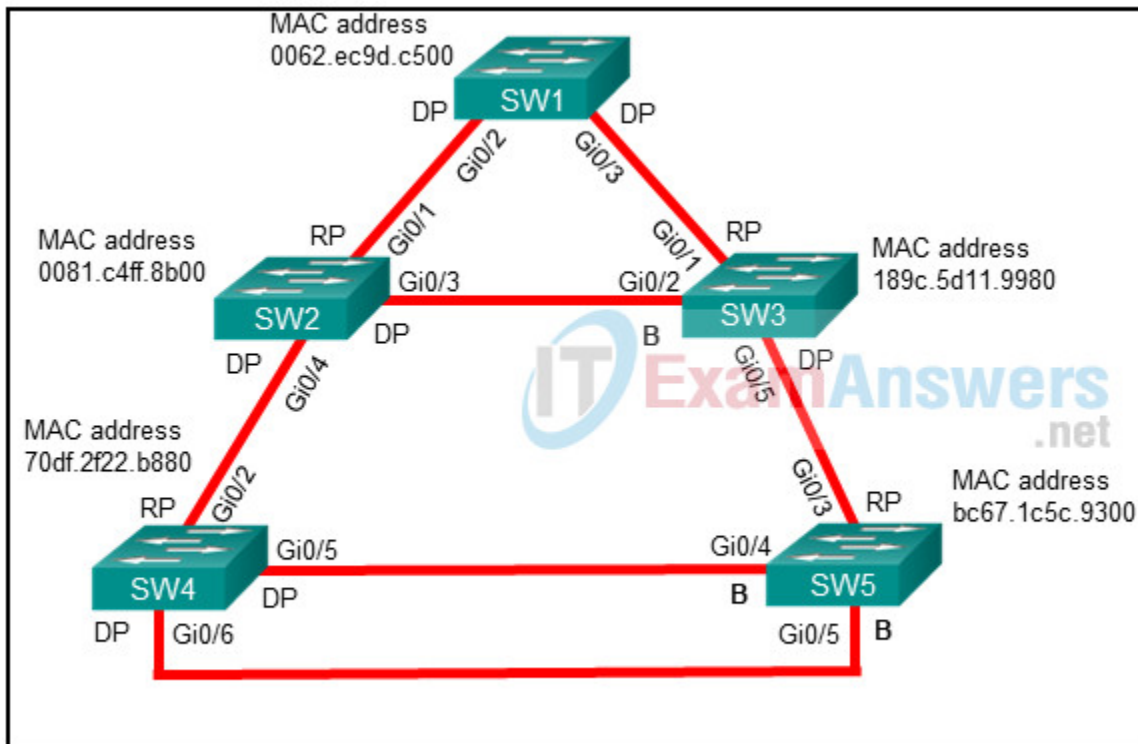 MAC address
0062.ec9d.c500
SW1
DP
DP
Gi0/2
Gi0/3
MAC address
0081.c4ff.8b00
RP
Gi0/1
Gi0/1
RP
MAC address
189c.5d11.9980
Gi0/3
Gi0/2
SW2
SW3
DP
B
DP
Gi0/4
Gi0/5
DP
ITExamAnswers
.net
MAC address
70df.2f22.b880
RP
Gi0/2
Gi0/3
RP
MAC address
bc67.1c5c.9300
Gi0/5
Gi0/4
SW4
SW5
DP
B
DP
Gi0/6
Gi0/5
B